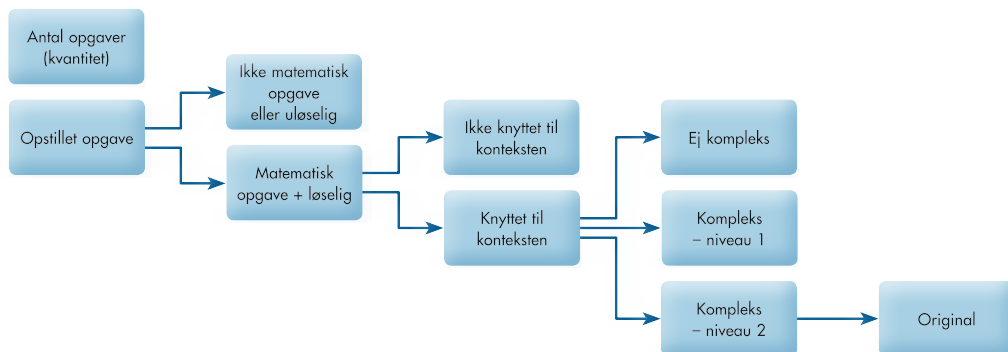 Antal opgaver
(kvantitet)
Opstillet opgave
Ikke matematisk
opgave
eller uløselig
Matematisk
opgave + løselig
Ikke knyttet til
konteksten
Knyttet til
konteksten
Ej kompleks
Kompleks
– niveau 1
Kompleks
– niveau 2
Original